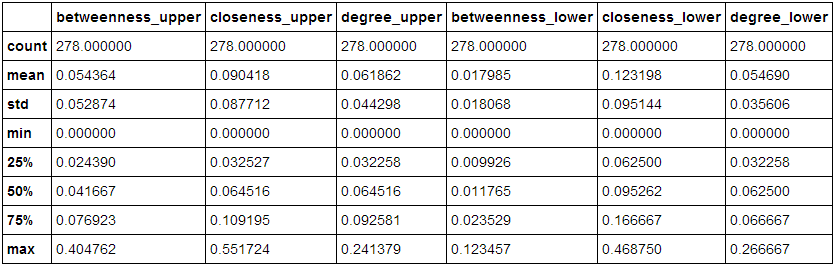 betweenness_upper closeness_upper degree_upper betweenness_lower closeness_lower degree_lower
count 278.000000 278.000000 278.000000 278.000000 278.000000 278.000000
mean 0.054364 0.090418 0.061862 0.017985 0.123198 0.054690
std 0.052874 0.087712 0.044298 0.018068 0.095144 0.035606
min 0.000000 0.000000 0.000000 0.000000 0.000000 0.000000
25% 0.024390 0.032527 0.032258 0.009926 0.062500 0.032258
50% 0.041667 0.064516 0.064516 0.011765 0.095262 0.062500
75% 0.076923 0.109195 0.092581 0.023529 0.166667 0.066667
max 0.404762 0.551724 0.241379 0.123457 0.468750 0.266667